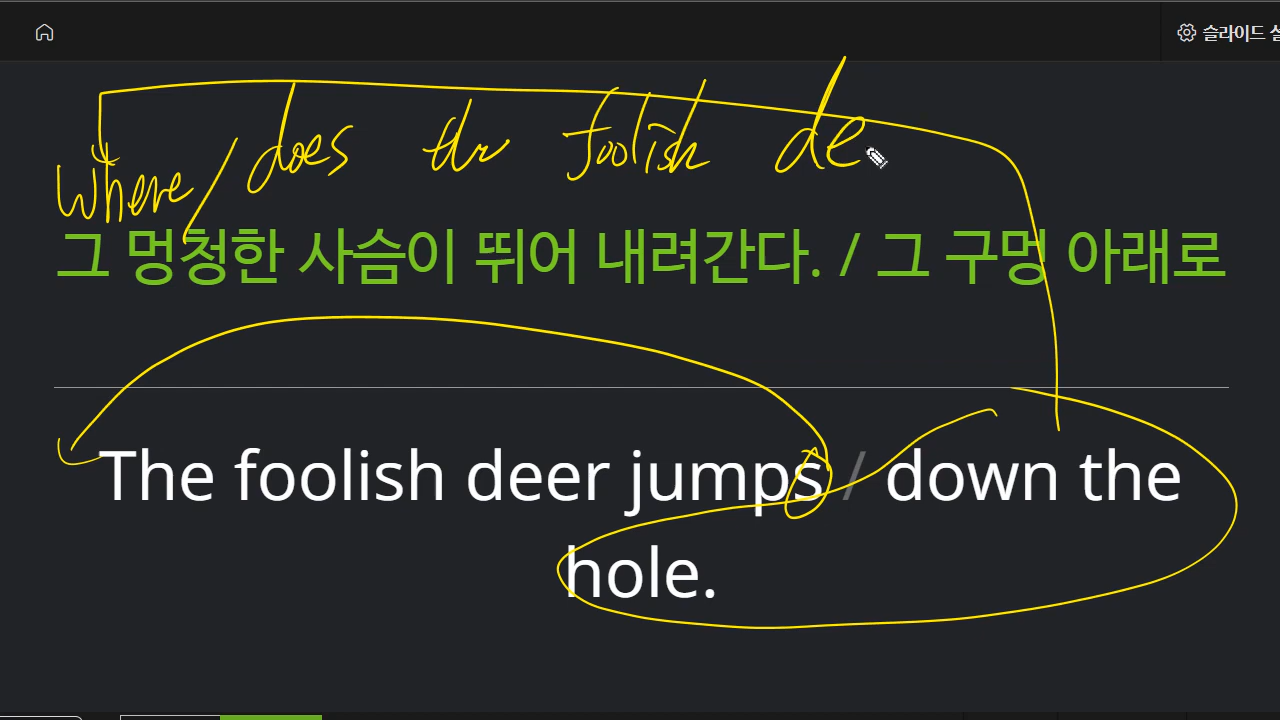 슬라이드
Where / does the foolish de
그 멍청한 사슴이 뛰어 내려간다. / 그 구멍 아래로
The foolish deer jumps / down the
hole.